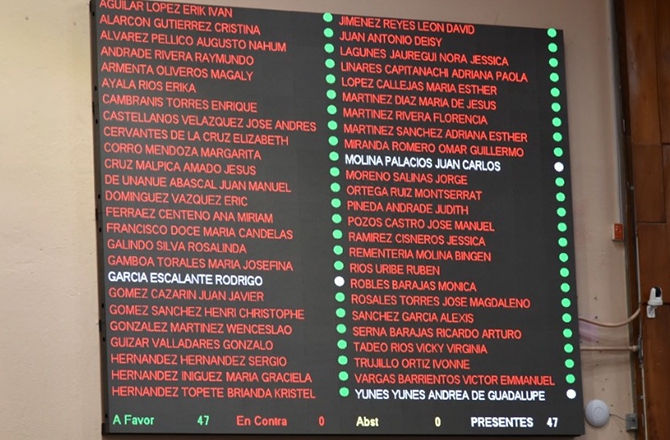 AGUILAR LOPEZ ERIK IVAN
ALARCON GUTIERREZ CRISTINA
ALVAREZ PELLICO AUGUSTO NAHUM
ANDRADE RIVERA RAYMUNDO
ARMENTA OLIVEROS MAGALY
AYALA RIOS ERIKA
CAMBRANIS TORRES ENRIQUE
CASTELLANOS VELAZQUEZ JOSE ANDRES
CERVANTES DE LA CRUZ ELIZABETH
CORRO MENDOZA MARGARITA
CRUZ MALPICA AMADO JESUS
DE UNANUE ABASCAL JUAN MANUEL
DOMINGUEZ VAZQUEZ ERIC
FERRAEZ CENTENO ANA MIRIAM
FRANCISCO DOCE MARIA CANDELAS
GALINDO SILVA ROSALINDA
GAMBOA TORALES MARIA JOSEFINA
GARCIA ESCALANTE RODRIGO
GOMEZ CAZARIN JUAN JAVIER
GOMEZ SANCHEZ HENRI CHRISTOPHE
GONZALEZ MARTINEZ WENCESLAO
GUIZAR VALLADARES GONZALO
HERNANDEZ HERNANDEZ SERGIO
HERNANDEZ IÑIGUEZ MARIA GRACIELA
HERNANDEZ TOPETE BRIANDA KRISTEL
JIMENEZ REYES LEON DAVID
JUAN ANTONIO DEISY
LAGUNES JAUREGUI NORA JESSICA
LINARES CAPITANACHI ADRIANA PAOLA
LOPEZ CALLEJAS MARIA ESTHER
MARTINEZ DIAZ MARIA DE JESUS
MARTINEZ RIVERA FLORENCIA
MARTINEZ SANCHEZ ADRIANA ESTHER
MIRANDA ROMERO OMAR GUILLERMO
MOLINA PALACIOS JUAN CARLOS
MORENO SALINAS JORGE
ORTEGA RUIZ MONTSERRAT
PINEDA ANDRADE JUDITH
POZOS CASTRO JOSE MANUEL
RAMIREZ CISNEROS JESSICA
REMENTERIA MOLINA BINGEN
RIOS URIBE RUBEN
ROBLES BARAJAS MONICA
ROSALES TORRES JOSE MAGDALENO
SANCHEZ GARCIA ALEXIS
SERNA BARAJAS RICARDO ARTURO
TADEO RIOS VICKY VIRGINIA
TRUJILLO ORTIZ IVONNE
VARGAS BARRIENTOS VICTOR EMMANUEL
YUNES YUNES ANDREA DE GUADALUPE
A Favor 47 En Contra 0 Abst 0 PRESENTES 47